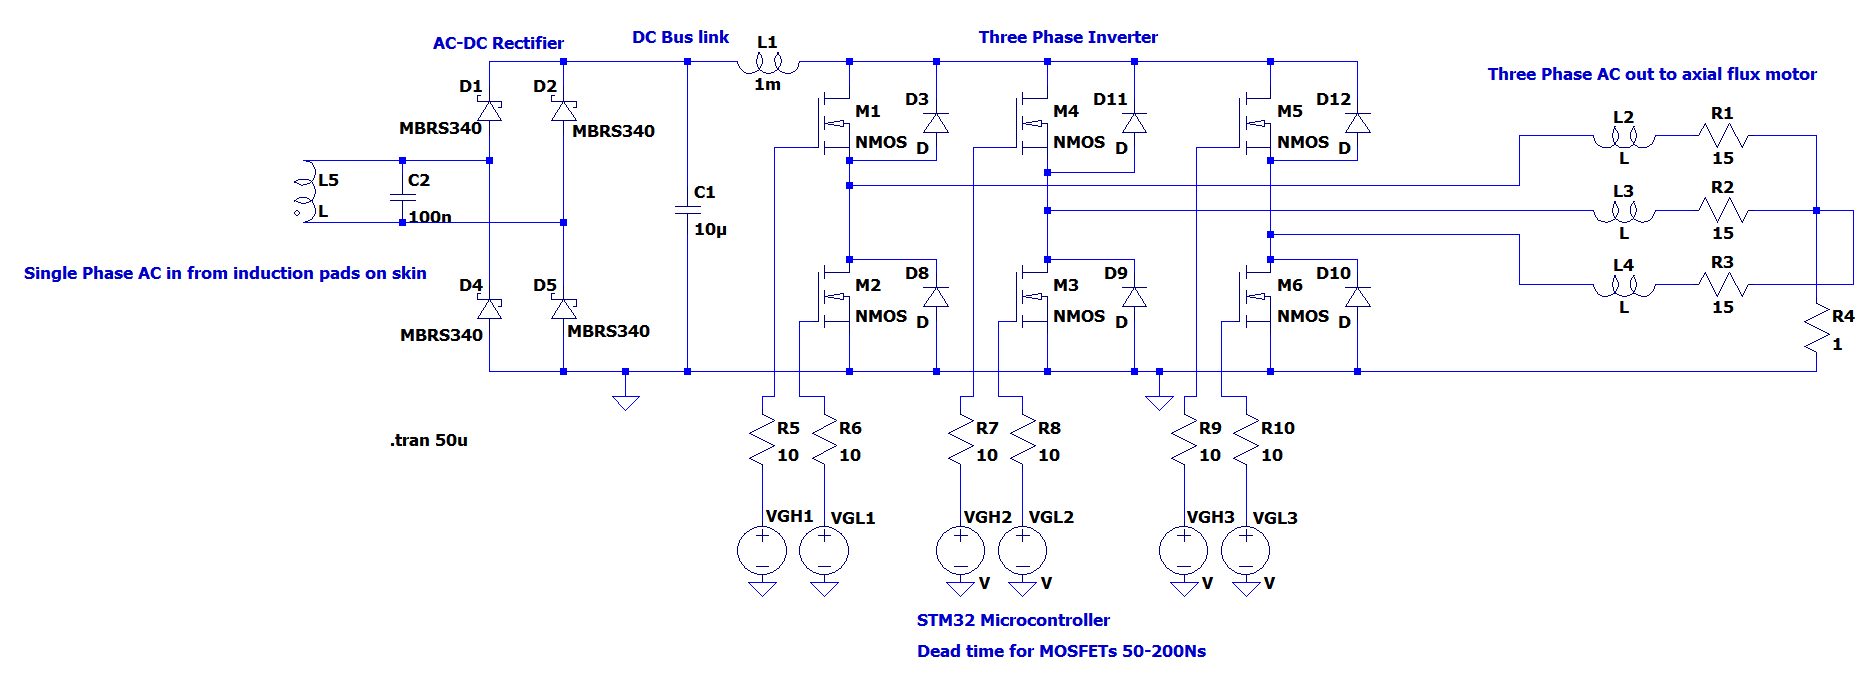 AC-DC Rectifier
DC Bus link
L1
1m
Three Phase Inverter
Three Phase AC out to axial flux motor
D1
MBRS340
D2
MBRS340
L5
L
C2
100n
Single Phase AC in from induction pads on skin
D4
MBRS340
D5
MBRS340
C1
10µ
M1
NMOS
D3
D
M4
NMOS
D11
D
M5
NMOS
D12
D
M2
NMOS
D8
D
M3
NMOS
D9
D
M6
NMOS
D10
D
L2
L
R1
15
L3
L
R2
15
L4
L
R3
15
R4
1
.tran 50u
R5
10
R6
10
R7
10
R8
10
R9
10
R10
10
VGH1
VGL1
VGH2
V
VGL2
V
VGH3
V
VGL3
V
STM32 Microcontroller
Dead time for MOSFETs 50-200Ns